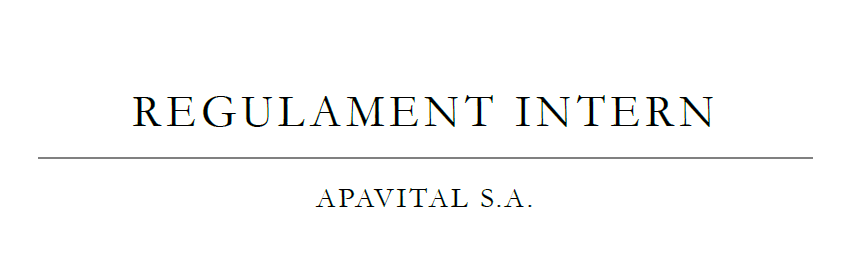 REGULAMENT INTERN
APAVITAL S.A.